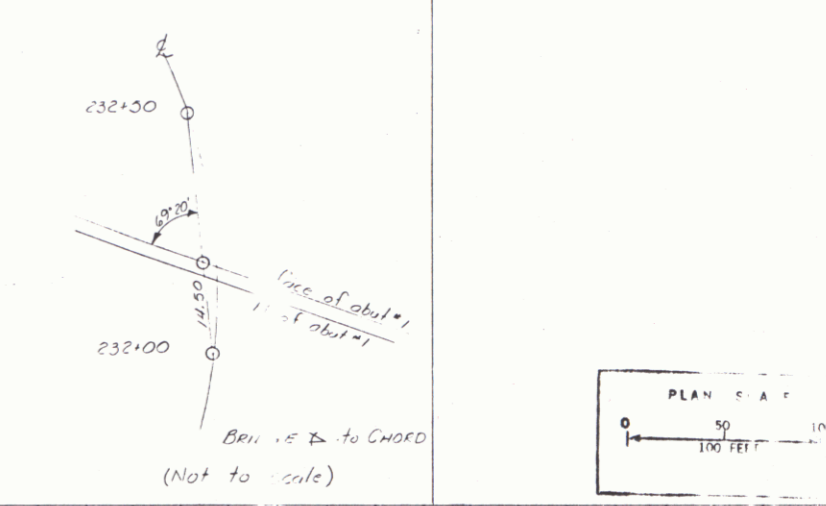 ℄
232+50
69°20'
face of abut #1
14.50
of abut #1
232+00
to CHORD
(Not to
PLAN
0 50
100 FEET